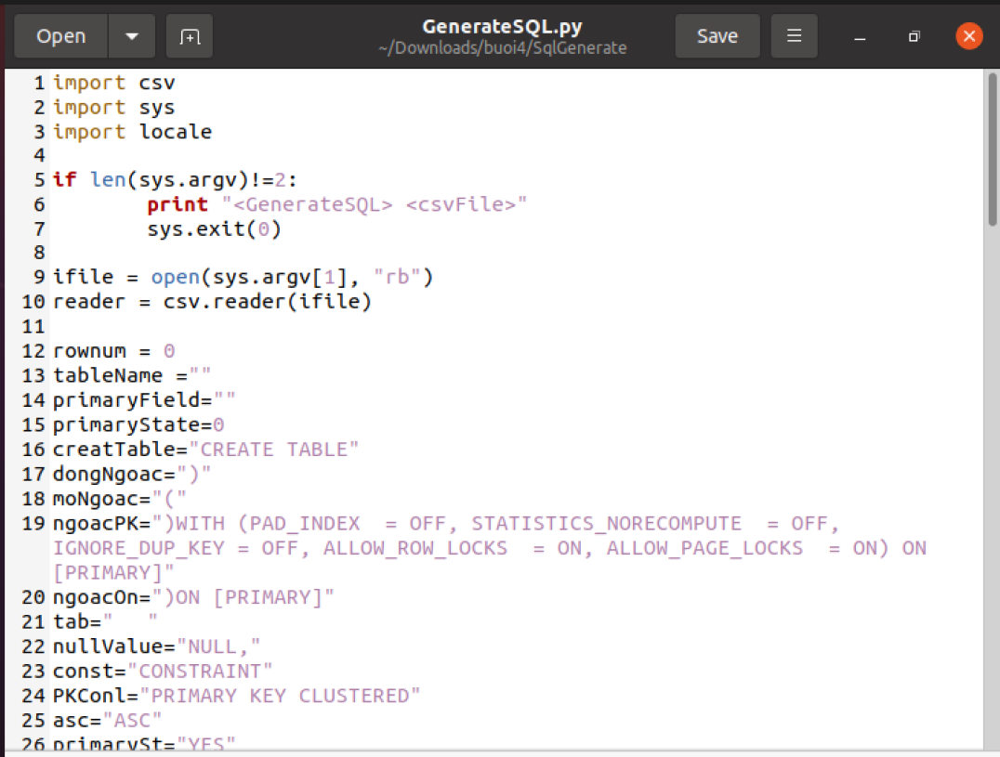 Open
GenerateSQL.py
~/Downloads/buoi4/SqlGenerate
Save
1 import csv
2 import sys
3 import locale
4
5 if len(sys.argv)!=2:
6         print "<GenerateSQL> <csvFile>"
7         sys.exit(0)
8
9 ifile = open(sys.argv[1], "rb")
10 reader = csv.reader(ifile)
11
12 rownum = 0
13 tableName =""
14 primaryField=""
15 primaryState=0
16 creatTable="CREATE TABLE"
17 dongNgoac=")"
18 moNgoac="("
19 ngoacPK=")WITH (PAD_INDEX  = OFF, STATISTICS_NORECOMPUTE  = OFF,
IGNORE_DUP_KEY = OFF, ALLOW_ROW_LOCKS  = ON, ALLOW_PAGE_LOCKS  = ON) ON
[PRIMARY]"
20 ngoacOn=")ON [PRIMARY]"
21 tab="   "
22 nullValue="NULL,"
23 const="CONSTRAINT"
24 PKConl="PRIMARY KEY CLUSTERED"
25 asc="ASC"
26 primarySt="YES"